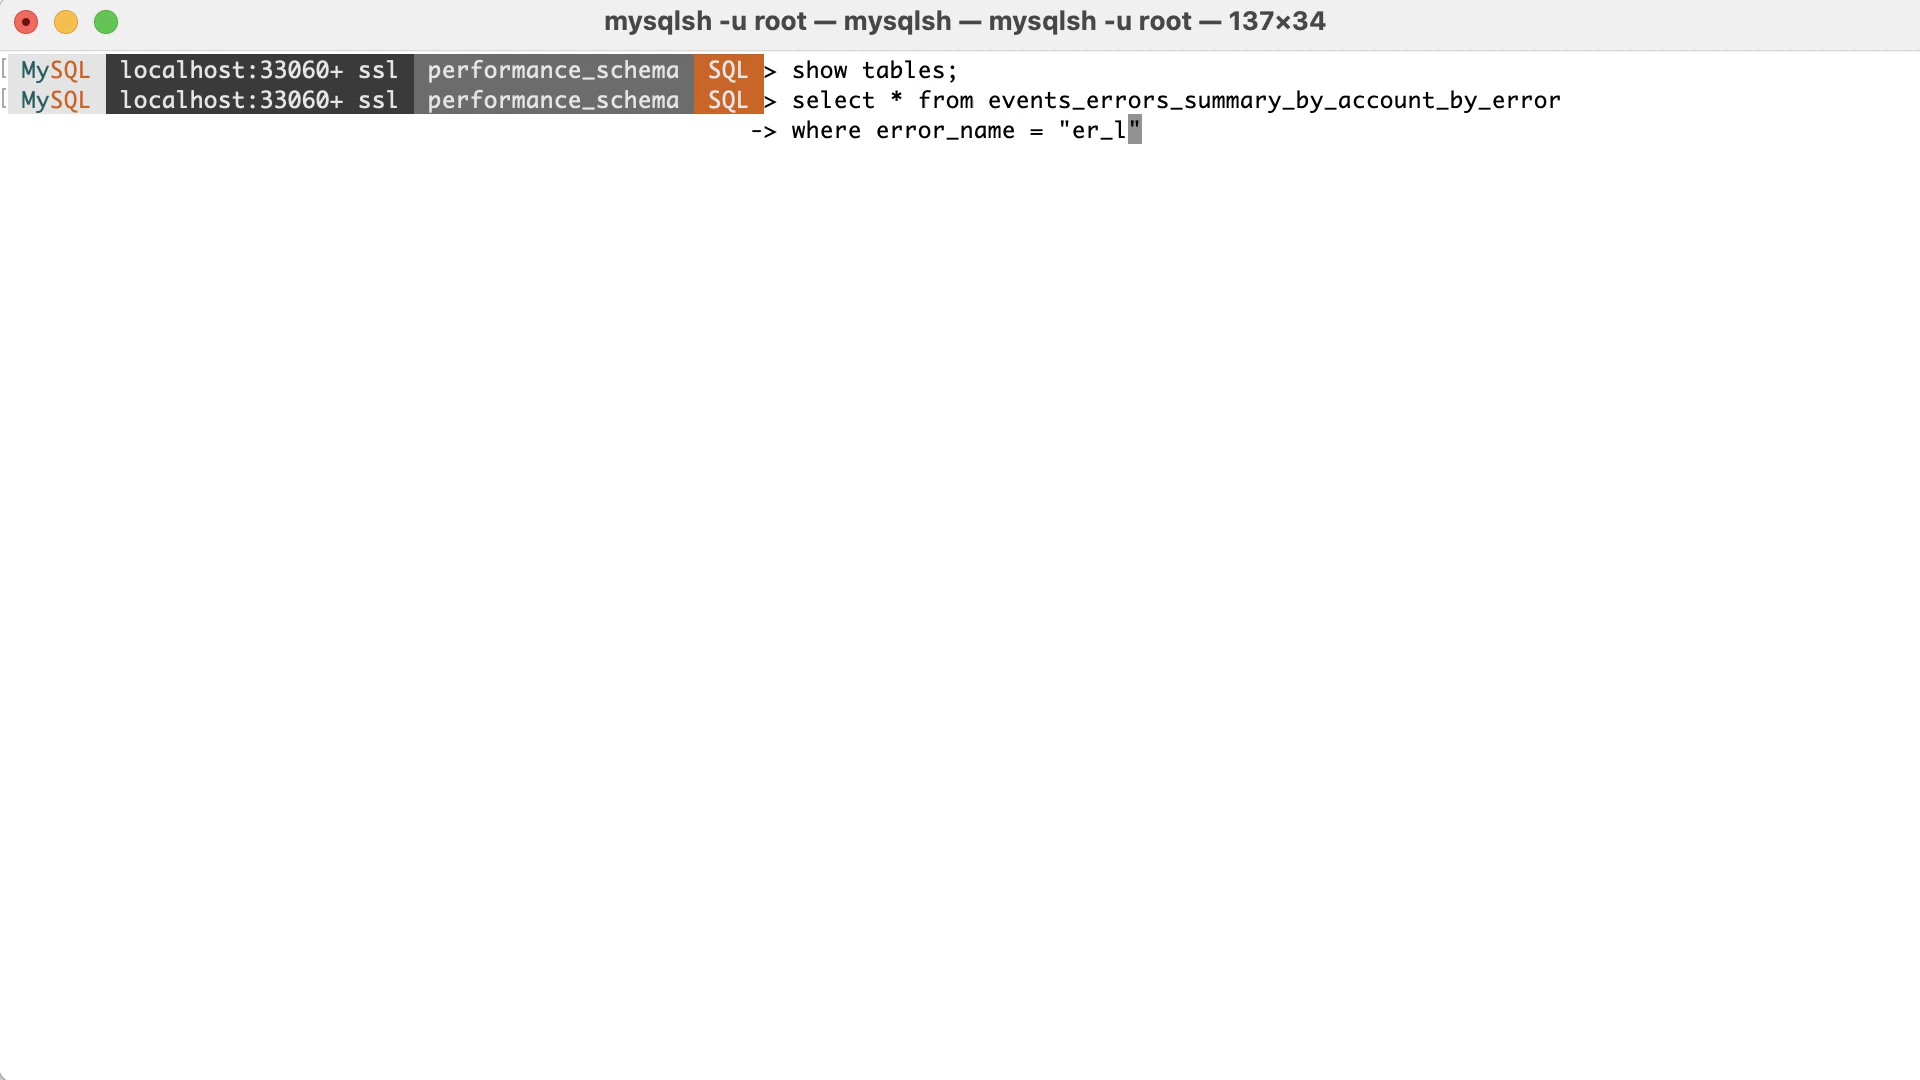 mysqlsh -u root — mysqlsh — mysqlsh -u root — 137×34
MySQL localhost:33060+ ssl performance_schema SQL > show tables;
MySQL localhost:33060+ ssl performance_schema SQL > select * from events_errors_summary_by_account_by_error
-> where error_name = "er_l"